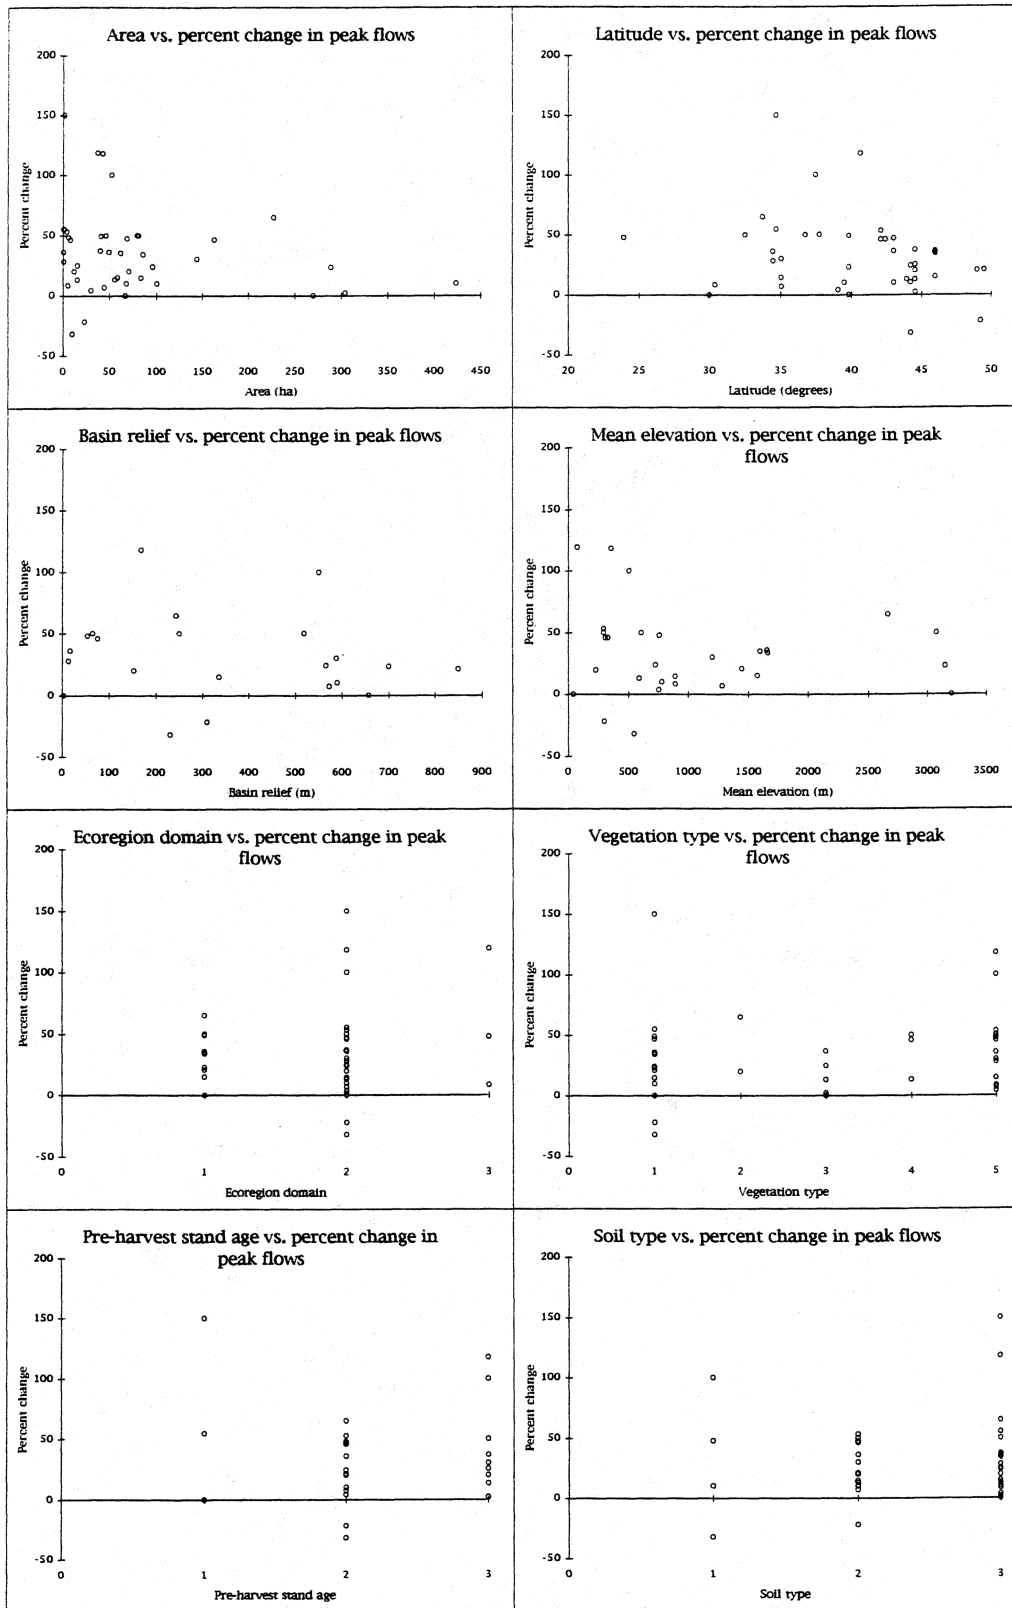 Area vs. percent change in peak flows
200
150
100
50
0
-50
Percent change
0 50 100 150 200 250 300 350 400 450
Area (ha)
Latitude vs. percent change in peak flows
200
150
100
50
0
-50
Percent change
20 25 30 35 40 45 50
Latitude (degrees)
Basin relief vs. percent change in peak flows
200
150
100
50
0
-50
Percent change
0 100 200 300 400 500 600 700 800 900
Basin relief (m)
Mean elevation vs. percent change in peak
flows
200
150
100
50
0
-50
Percent change
0 500 1000 1500 2000 2500 3000 3500
Mean elevation (m)
Ecoregion domain vs. percent change in peak
flows
200
150
100
50
0
-50
Percent change
0 1 2 3
Ecoregion domain
Vegetation type vs. percent change in peak
flows
200
150
100
50
0
-50
Percent change
0 1 2 3 4 5
Vegetation type
Pre-harvest stand age vs. percent change in
peak flows
200
150
100
50
0
-50
Percent change
0 1 2 3
Pre-harvest stand age
Soil type vs. percent change in peak flows
200
150
100
50
0
-50
Percent change
0 1 2 3
Soil type